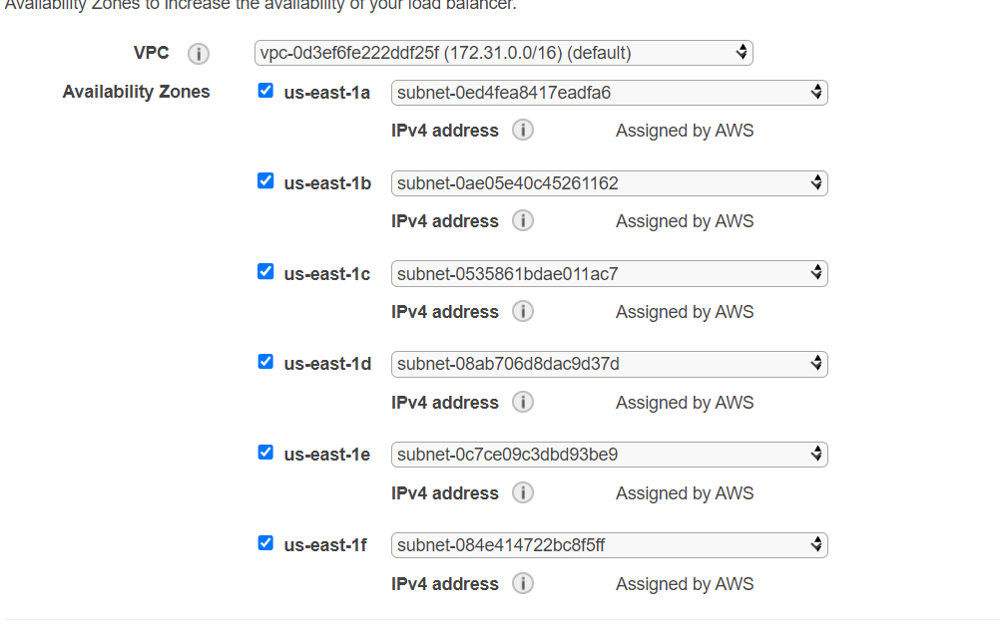 Availability Zones to increase the availability of your load balancer.
VPC i vpc-0d3ef6fe222ddf25f (172.31.0.0/16) (default)
Availability Zones us-east-1a subnet-0ed4fea8417eadfa6
IPv4 address i Assigned by AWS
us-east-1b subnet-0ae05e40c45261162
IPv4 address i Assigned by AWS
us-east-1c subnet-0535861bdae011ac7
IPv4 address i Assigned by AWS
us-east-1d subnet-08ab706d8dac9d37d
IPv4 address i Assigned by AWS
us-east-1e subnet-0c7ce09c3dbd93be9
IPv4 address i Assigned by AWS
us-east-1f subnet-084e414722bc8f5ff
IPv4 address i Assigned by AWS